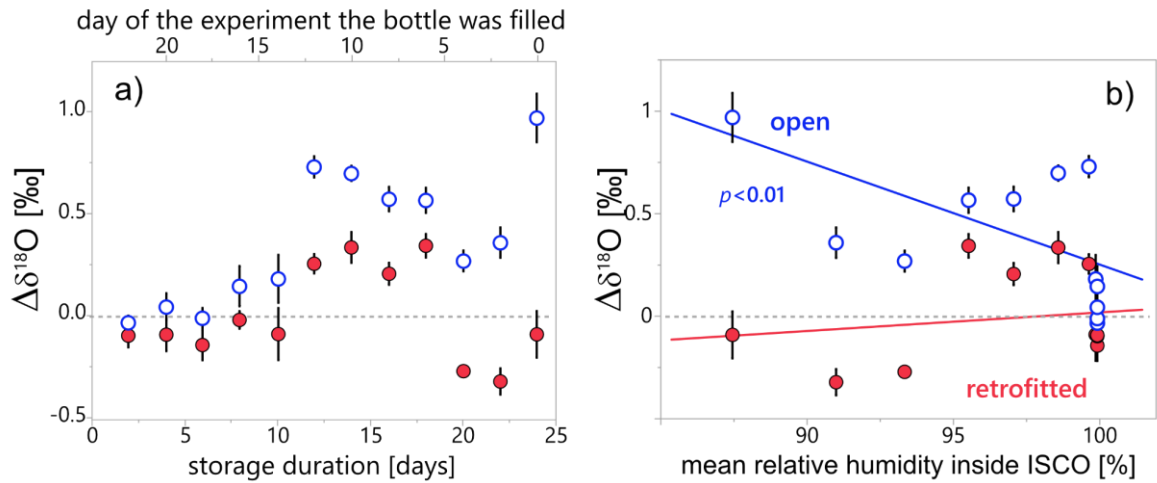 day of the experiment the bottle was filled
20 15 10 5 0
a)
1.0
0.5
0.0
-0.5
Δδ¹⁸O [‰]
0 5 10 15 20 25
storage duration [days]
b)
open
p<0.01
retrofitted
1
0.5
0
Δδ¹⁸O [‰]
90 95 100
mean relative humidity inside ISCO [%]